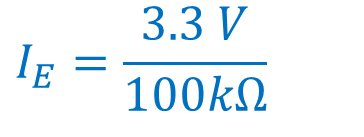 I_E = 3.3 V / 100kΩ